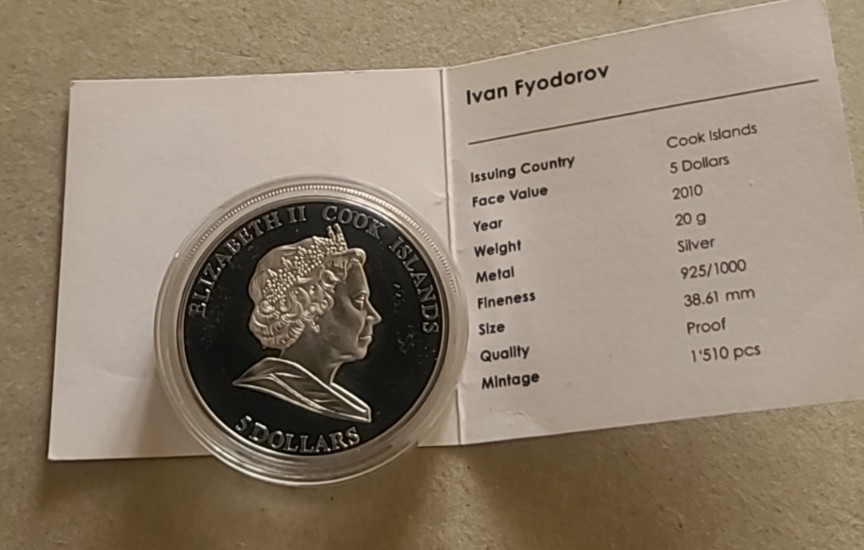 ELIZABETH II COOK ISLANDS
5 DOLLARS
Ivan Fyodorov
Issuing Country Cook Islands
Face Value 5 Dollars
Year 2010
Weight 20 g
Metal Silver
Fineness 925/1000
Size 38.61 mm
Quality Proof
Mintage 1'510 pcs